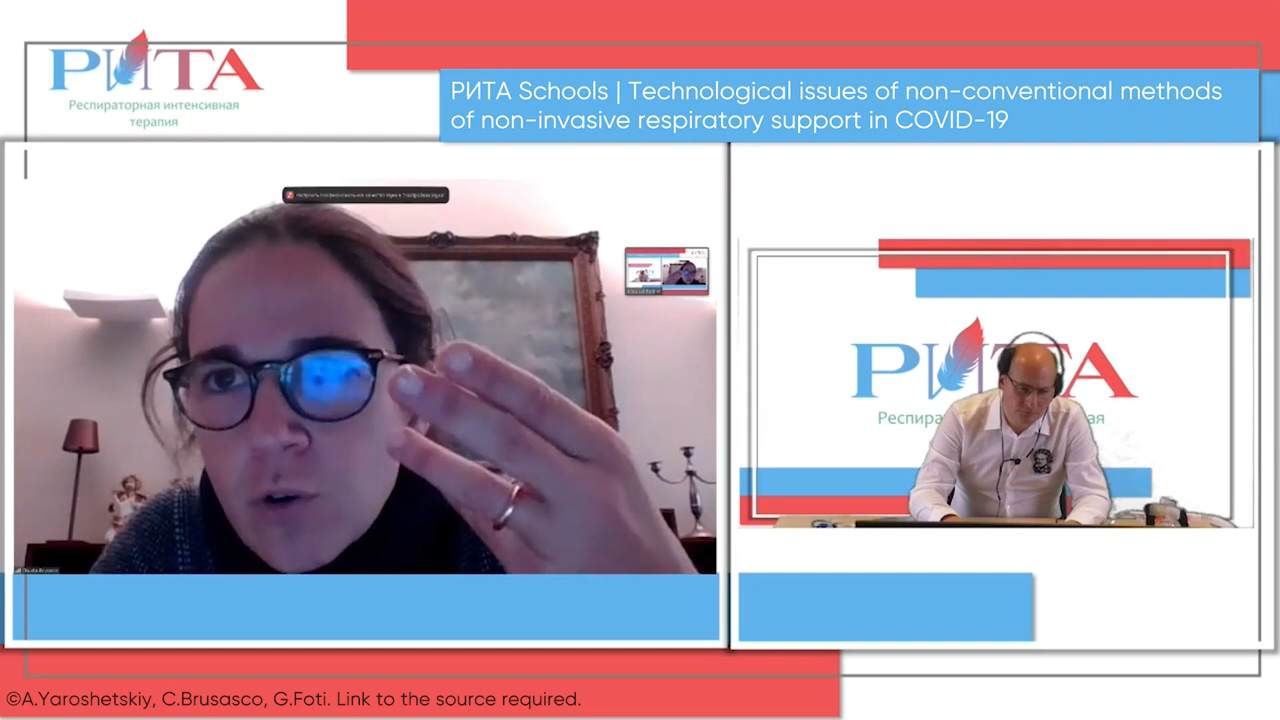 РИТА
Респираторная интенсивная
терапия
РИТА Schools | Technological issues of non-conventional methods
of non-invasive respiratory support in COVID-19
РИТА
©A.Yaroshetskiy, C.Brusasco, G.Foti. Link to the source required.